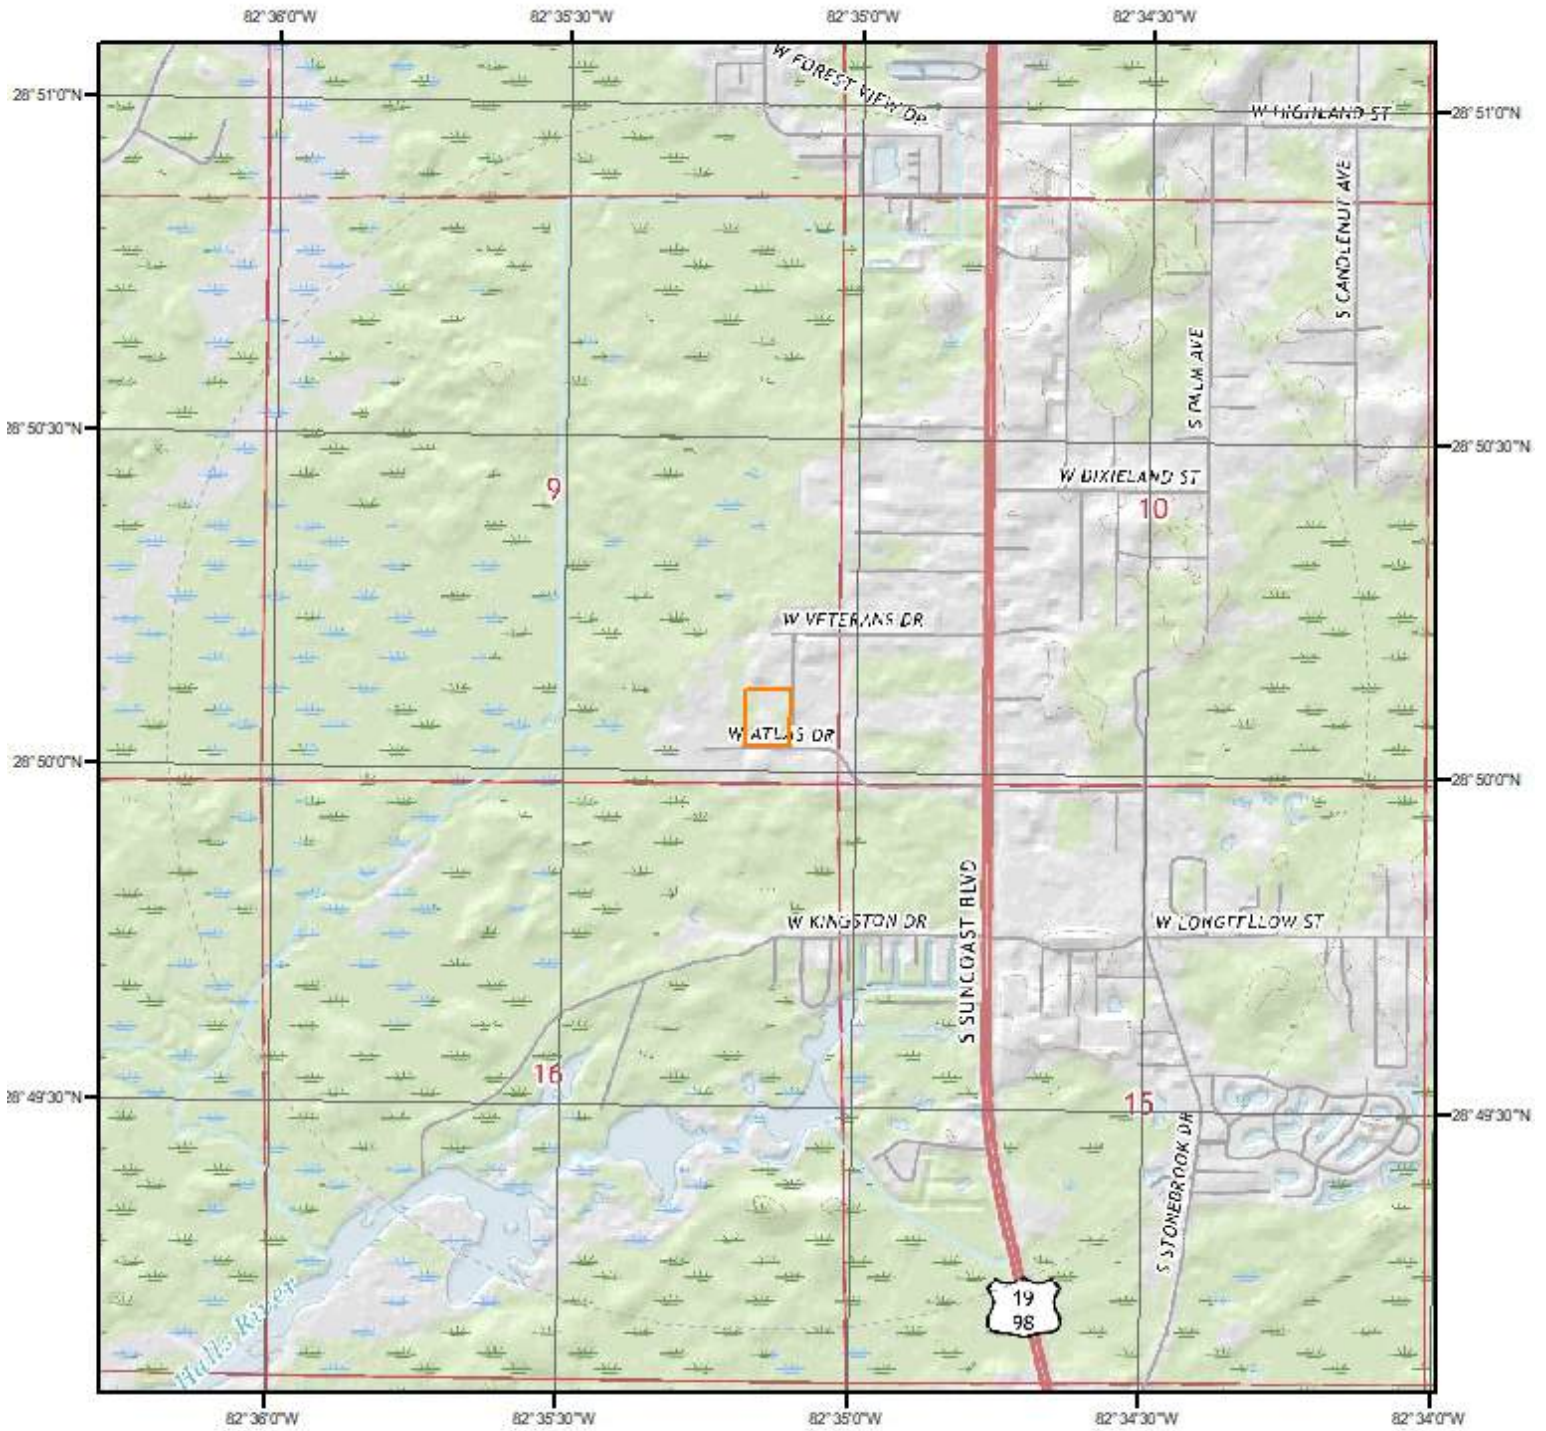 82°36'0"W
82°35'30"W
82°35'0"W
82°34'30"W
W FOREST VIEW DR
28°51'0"N
W HIGHLAND ST
28°51'0"N
S CANDLENUT AVE
S PALM AVE
28°50'30"N
28°50'30"N
W DIXIELAND ST
9
10
W VETERANS DR
W ATLAS DR
28°50'0"N
28°50'0"N
S SUNCOAST BLVD
W KINGSTON DR
W LONGFELLOW ST
16
15
28°49'30"N
28°49'30"N
S STONEBROOK DR
19
98
Halls River
82°36'0"W
82°35'30"W
82°35'0"W
82°34'30"W
82°34'0"W